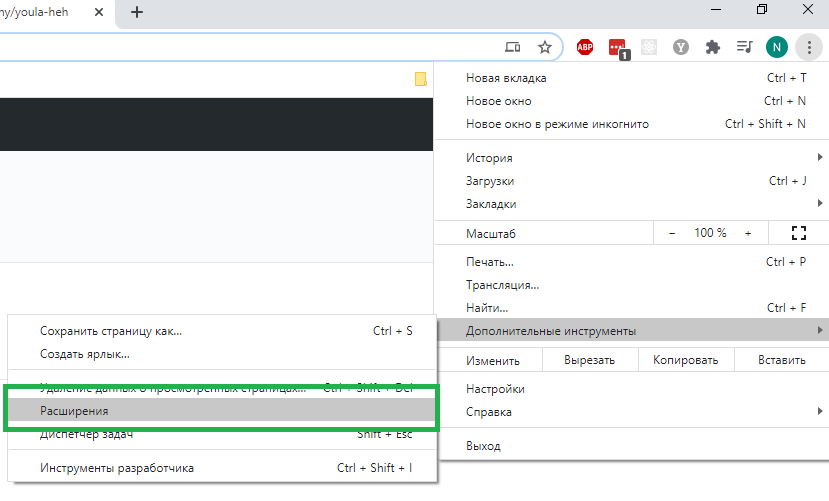 ny/youla-heh
ABP
1
Y
N
Новая вкладка Ctrl + T
Новое окно Ctrl + N
Новое окно в режиме инкогнито Ctrl + Shift + N
История
Загрузки Ctrl + J
Закладки
Масштаб − 100 % +
Печать... Ctrl + P
Трансляция...
Найти... Ctrl + F
Дополнительные инструменты
Изменить Вырезать Копировать Вставить
Настройки
Справка
Выход
Сохранить страницу как... Ctrl + S
Создать ярлык...
Удаление данных о просмотренных страницах... Ctrl + Shift + Del
Расширения
Диспетчер задач Shift + Esc
Инструменты разработчика Ctrl + Shift + I